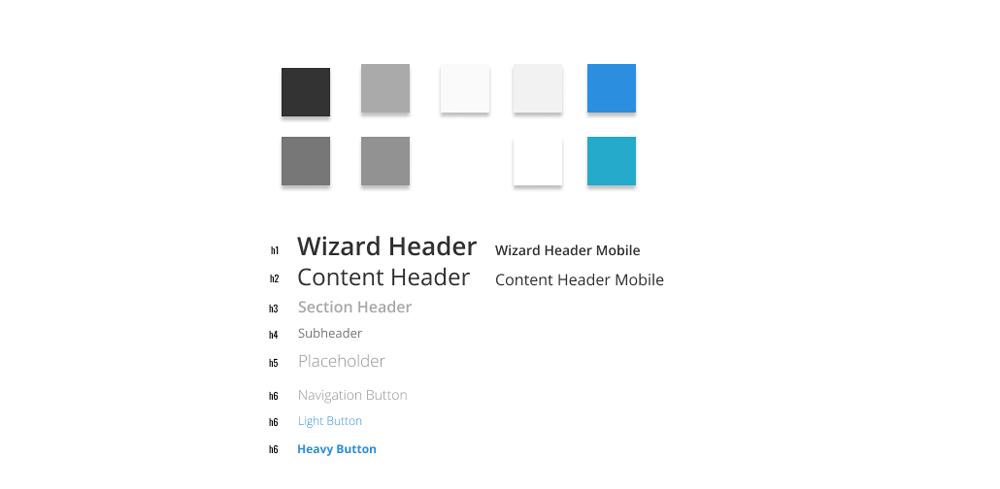 h1 Wizard Header Wizard Header Mobile
h2 Content Header Content Header Mobile
h3 Section Header
h4 Subheader
h5 Placeholder
h6 Navigation Button
h6 Light Button
h6 Heavy Button